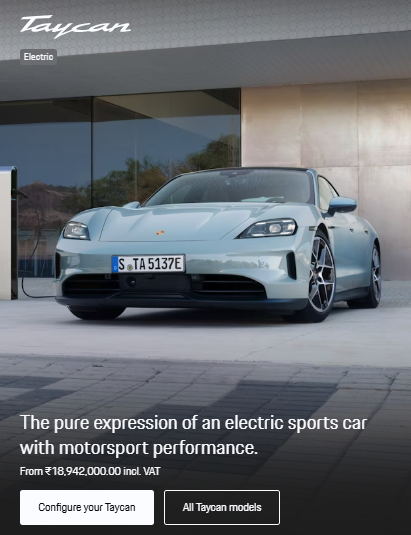 Taycan
Electric
S TA 5137E
The pure expression of an electric sports car
with motorsport performance.
From ₹18,942,000.00 incl. VAT
Configure your Taycan
All Taycan models